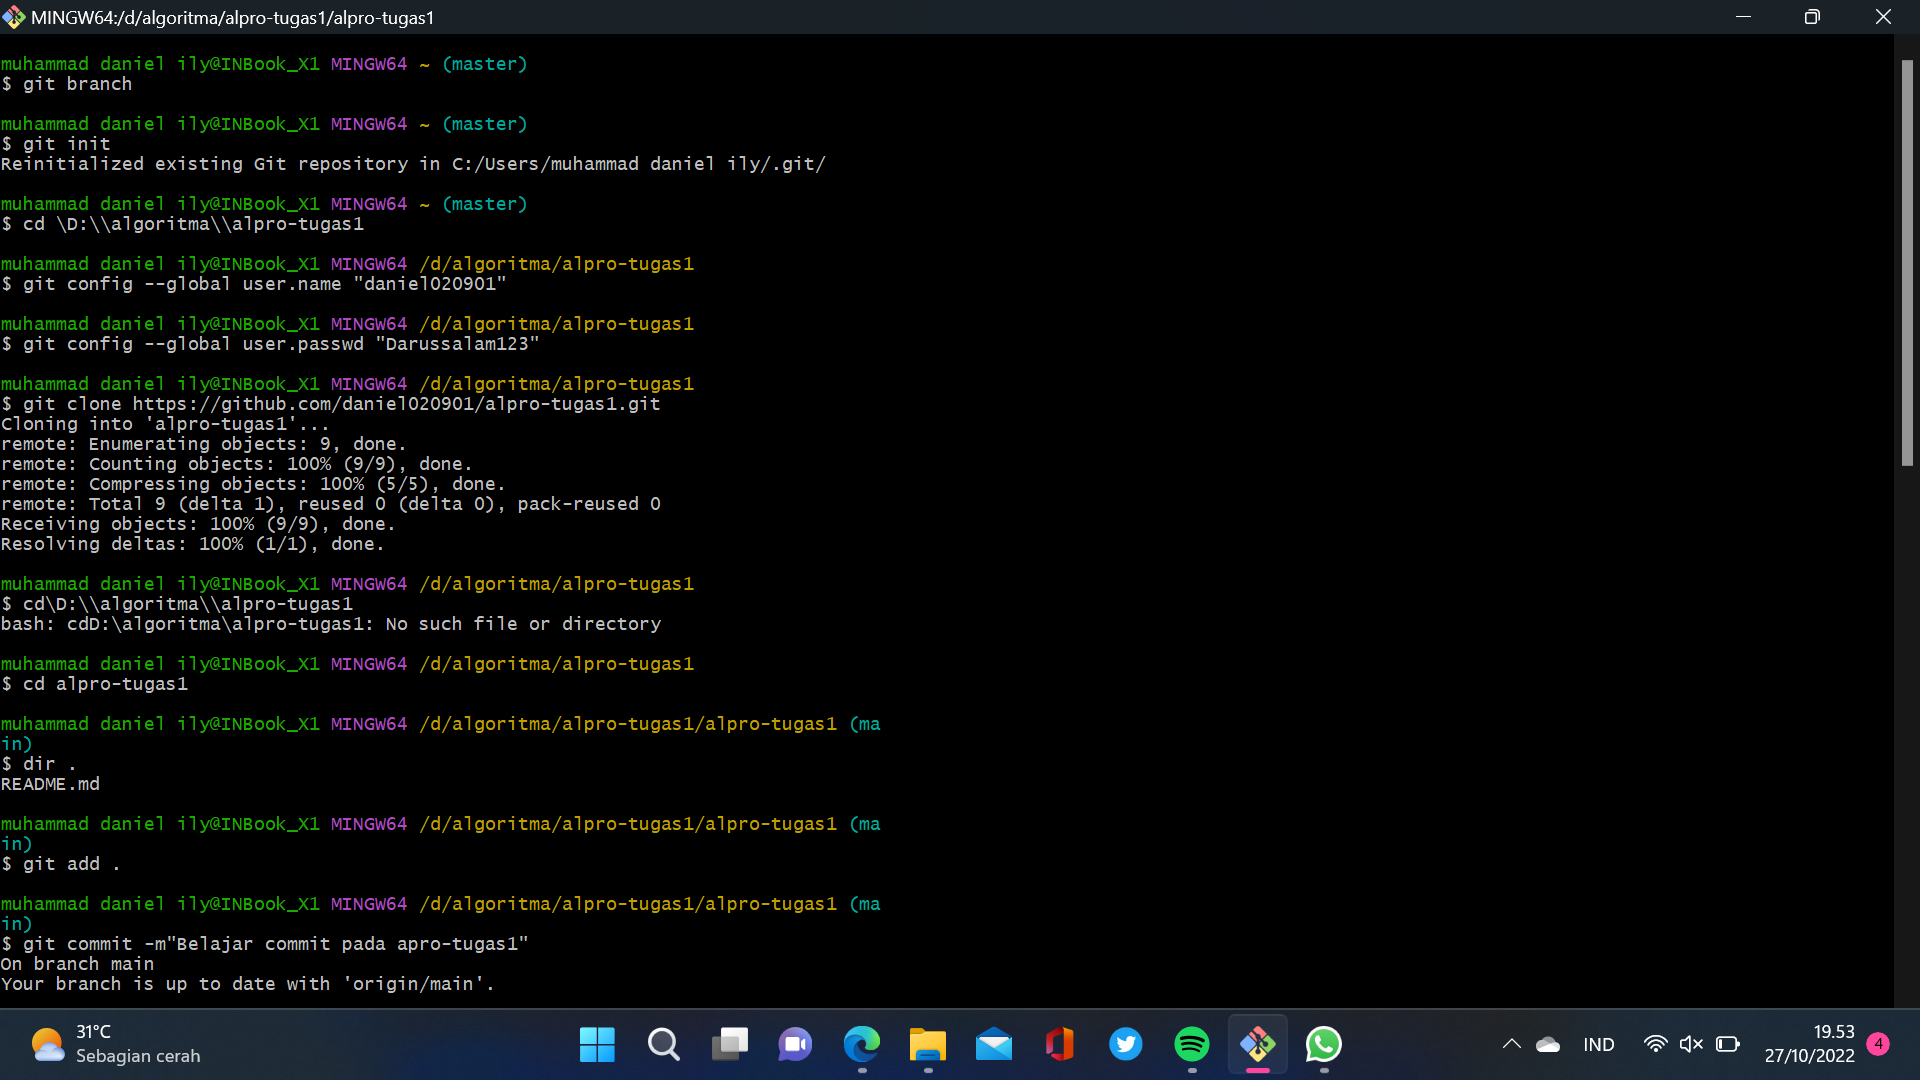 MINGW64:/d/algoritma/alpro-tugas1/alpro-tugas1
muhammad daniel ily@INBook_X1 MINGW64 ~ (master)
$ git branch
muhammad daniel ily@INBook_X1 MINGW64 ~ (master)
$ git init
Reinitialized existing Git repository in C:/Users/muhammad daniel ily/.git/
muhammad daniel ily@INBook_X1 MINGW64 ~ (master)
$ cd \D:\\algoritma\\alpro-tugas1
muhammad daniel ily@INBook_X1 MINGW64 /d/algoritma/alpro-tugas1
$ git config --global user.name "daniel020901"
muhammad daniel ily@INBook_X1 MINGW64 /d/algoritma/alpro-tugas1
$ git config --global user.passwd "Darussalam123"
muhammad daniel ily@INBook_X1 MINGW64 /d/algoritma/alpro-tugas1
$ git clone https://github.com/daniel020901/alpro-tugas1.git
Cloning into 'alpro-tugas1'...
remote: Enumerating objects: 9, done.
remote: Counting objects: 100% (9/9), done.
remote: Compressing objects: 100% (5/5), done.
remote: Total 9 (delta 1), reused 0 (delta 0), pack-reused 0
Receiving objects: 100% (9/9), done.
Resolving deltas: 100% (1/1), done.
muhammad daniel ily@INBook_X1 MINGW64 /d/algoritma/alpro-tugas1
$ cd\D:\\algoritma\\alpro-tugas1
bash: cdD:\algoritma\alpro-tugas1: No such file or directory
muhammad daniel ily@INBook_X1 MINGW64 /d/algoritma/alpro-tugas1
$ cd alpro-tugas1
muhammad daniel ily@INBook_X1 MINGW64 /d/algoritma/alpro-tugas1/alpro-tugas1 (ma
in)
$ dir .
README.md
muhammad daniel ily@INBook_X1 MINGW64 /d/algoritma/alpro-tugas1/alpro-tugas1 (ma
in)
$ git add .
muhammad daniel ily@INBook_X1 MINGW64 /d/algoritma/alpro-tugas1/alpro-tugas1 (ma
in)
$ git commit -m"Belajar commit pada apro-tugas1"
On branch main
Your branch is up to date with 'origin/main'.
31°C
Sebagian cerah
IND
19.53
27/10/2022
4